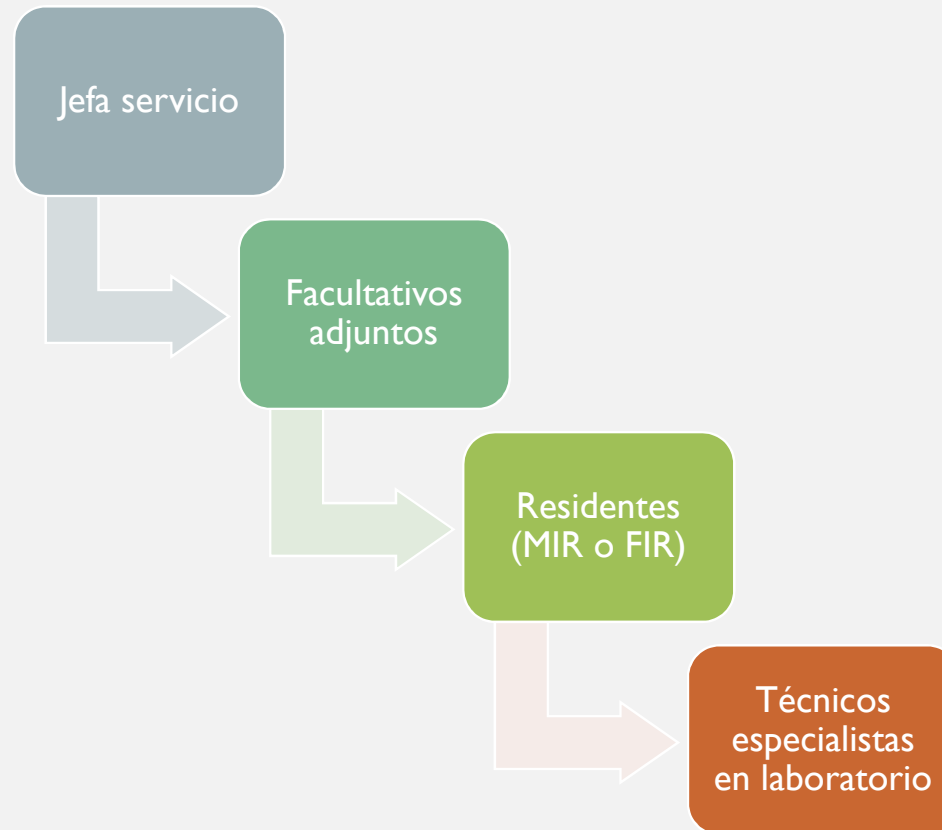 Jefa servicio
Facultativos
adjuntos
Residentes
(MIR o FIR)
Técnicos
especialistas
en laboratorio